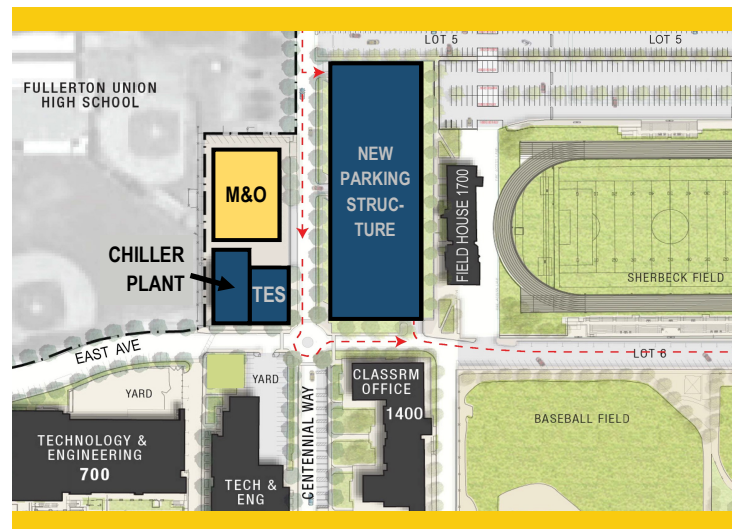 LOT 5
LOT 5
FULLERTON UNION
HIGH SCHOOL
NEW
PARKING
STRUC-
TURE
M&O
FIELD HOUSE 1700
CHILLER
PLANT
TES
SHERBECK FIELD
EAST AVE
LOT 6
CLASSRM
OFFICE
1400
YARD
YARD
CENTENNIAL WAY
BASEBALL FIELD
TECHNOLOGY &
ENGINEERING
700
TECH &
ENG